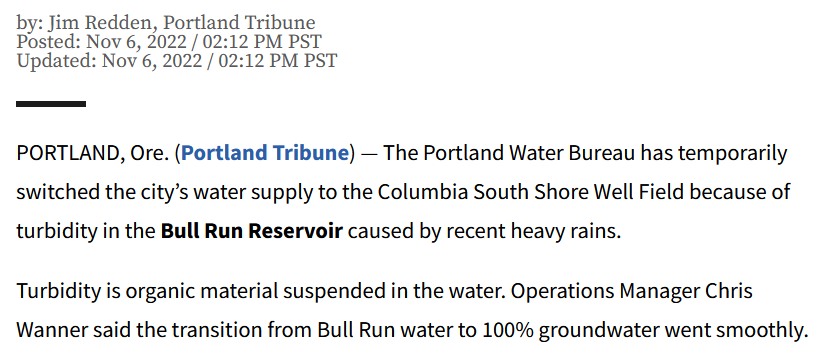 by: Jim Redden, Portland Tribune
Posted: Nov 6, 2022 / 02:12 PM PST
Updated: Nov 6, 2022 / 02:12 PM PST
PORTLAND, Ore. (Portland Tribune) — The Portland Water Bureau has temporarily
switched the city’s water supply to the Columbia South Shore Well Field because of
turbidity in the Bull Run Reservoir caused by recent heavy rains.
Turbidity is organic material suspended in the water. Operations Manager Chris
Wanner said the transition from Bull Run water to 100% groundwater went smoothly.